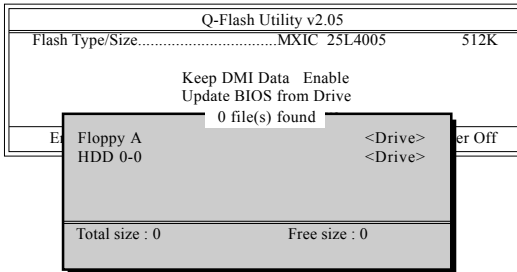 Q-Flash Utility v2.05
Flash Type/Size.................................MXIC 25L4005 512K
Keep DMI Data Enable
Update BIOS from Drive
0 file(s) found
Floppy A <Drive>
HDD 0-0 <Drive>
Total size : 0 Free size : 0